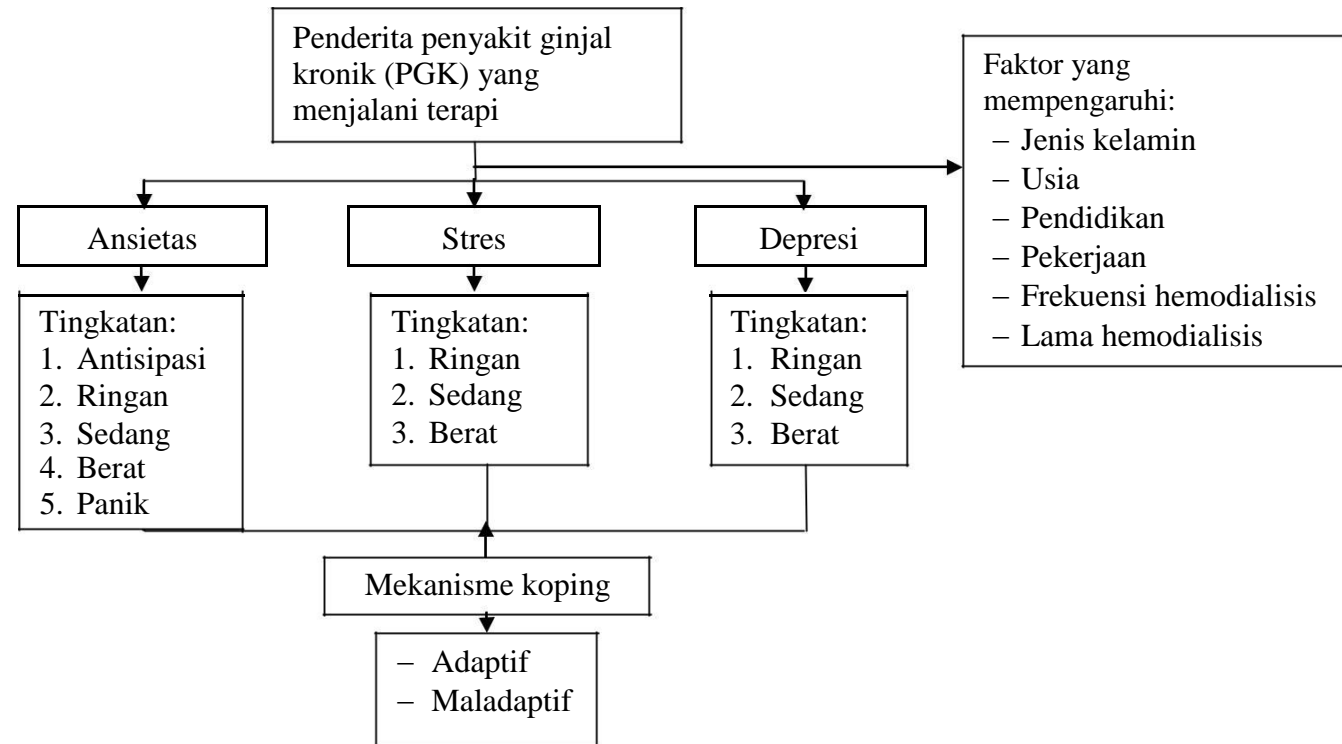 Penderita penyakit ginjal
kronik (PGK) yang
menjalani terapi
Faktor yang
mempengaruhi:
– Jenis kelamin
– Usia
– Pendidikan
– Pekerjaan
– Frekuensi hemodialisis
– Lama hemodialisis
Ansietas
Stres
Depresi
Tingkatan:
1. Antisipasi
2. Ringan
3. Sedang
4. Berat
5. Panik
Tingkatan:
1. Ringan
2. Sedang
3. Berat
Tingkatan:
1. Ringan
2. Sedang
3. Berat
Mekanisme koping
– Adaptif
– Maladaptif